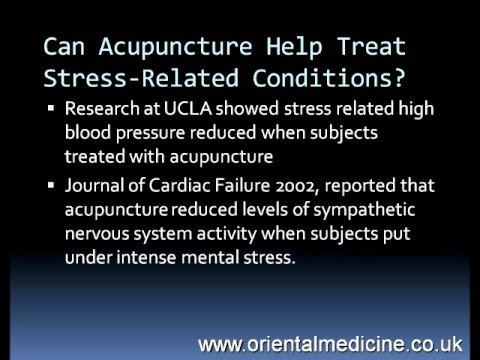 Can Acupuncture Help Treat
Stress-Related Conditions?
▪ Research at UCLA showed stress related high
blood pressure reduced when subjects
treated with acupuncture
▪ Journal of Cardiac Failure 2002, reported that
acupuncture reduced levels of sympathetic
nervous system activity when subjects put
under intense mental stress.
www.orientalmedicine.co.uk